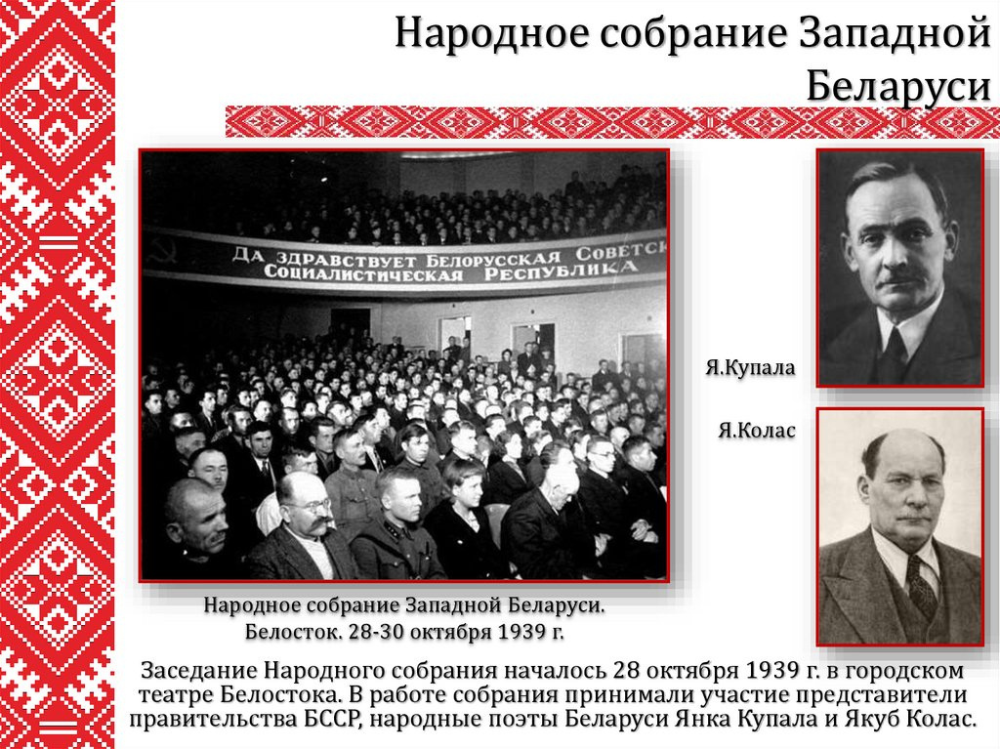 Народное собрание Западной
Беларуси
Да здравствует Белорусская Советск
Социалистическая Республика
Я.Купала
Я.Колас
Народное собрание Западной Беларуси.
Белосток. 28-30 октября 1939 г.
Заседание Народного собрания началось 28 октября 1939 г. в городском
театре Белостока. В работе собрания принимали участие представители
правительства БССР, народные поэты Беларуси Янка Купала и Якуб Колас.